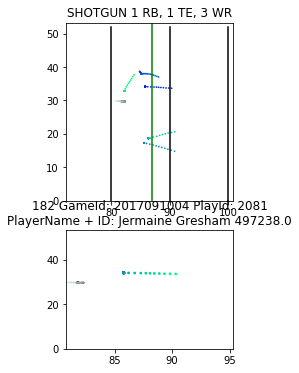 SHOTGUN 1 RB, 1 TE, 3 WR
50
40
30
20
10
0
80 90 100
182 GameId: 2017091004 PlayId: 2081
PlayerName + ID: Jermaine Gresham 497238.0
40
20
0
85 90 95